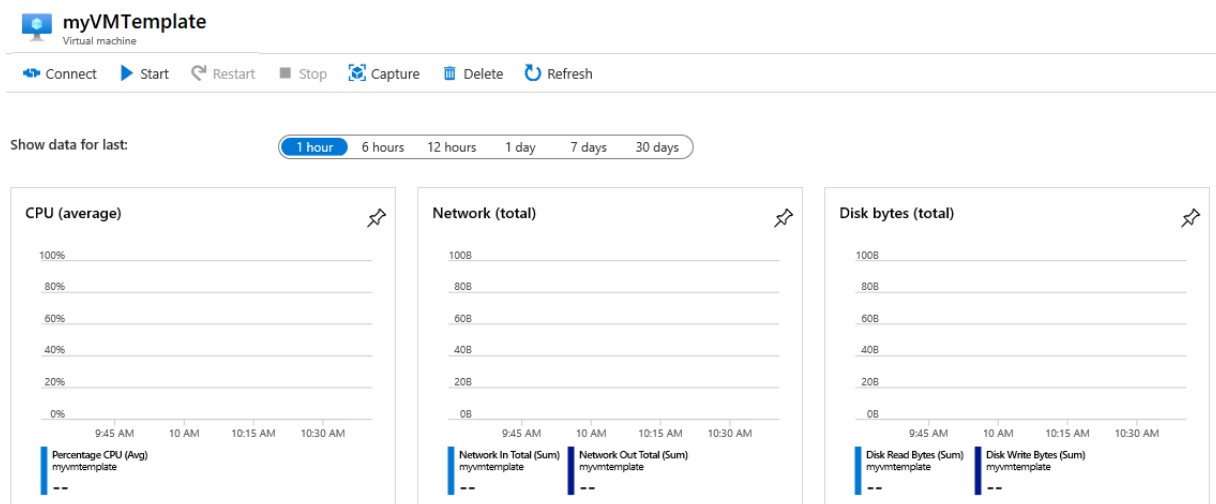 myVMTemplate
Virtual machine
Connect Start Restart Stop Capture Delete Refresh
Show data for last: 1 hour 6 hours 12 hours 1 day 7 days 30 days
CPU (average)
100%
80%
60%
40%
20%
0%
9:45 AM 10 AM 10:15 AM 10:30 AM
Percentage CPU (Avg)
myvmtemplate
--
Network (total)
100B
80B
60B
40B
20B
0B
9:45 AM 10 AM 10:15 AM 10:30 AM
Network In Total (Sum) Network Out Total (Sum)
myvmtemplate myvmtemplate
-- --
Disk bytes (total)
100B
80B
60B
40B
20B
0B
9:45 AM 10 AM 10:15 AM 10:30 AM
Disk Read Bytes (Sum) Disk Write Bytes (Sum)
myvmtemplate myvmtemplate
-- --